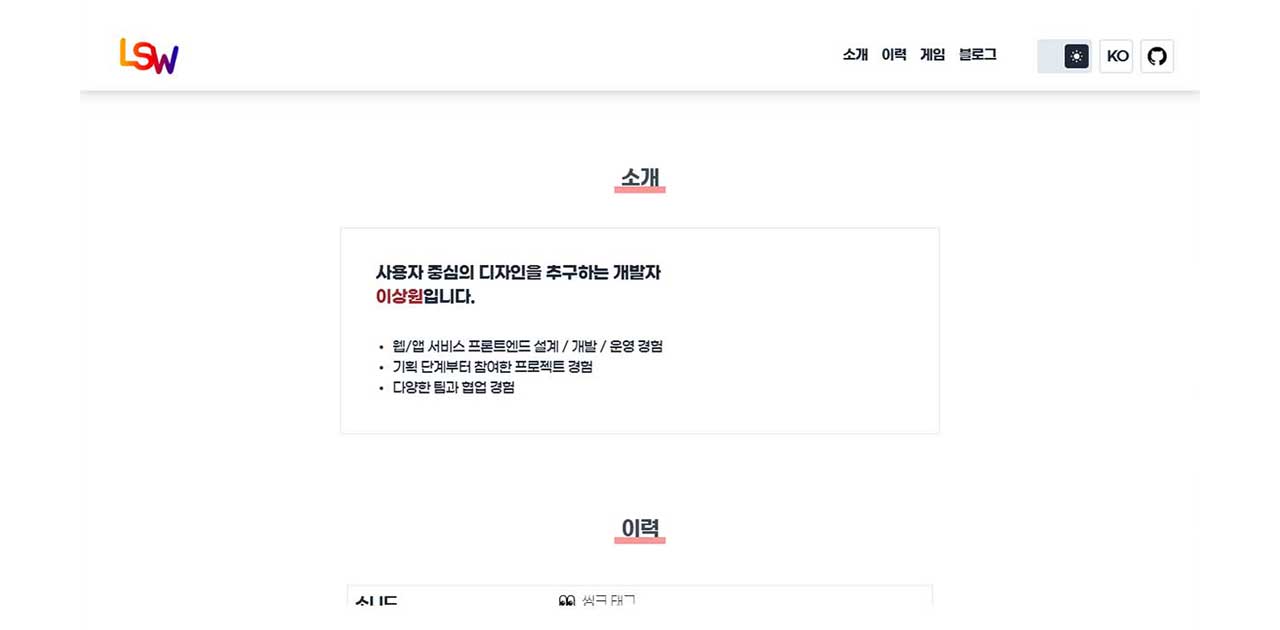 LSW
소개 이력 게임 블로그 KO
소개
사용자 중심의 디자인을 추구하는 개발자
이상원입니다.
• 웹/앱 서비스 프론트엔드 설계 / 개발 / 운영 경험
• 기획 단계부터 참여한 프로젝트 경험
• 다양한 팀과 협업 경험
이력